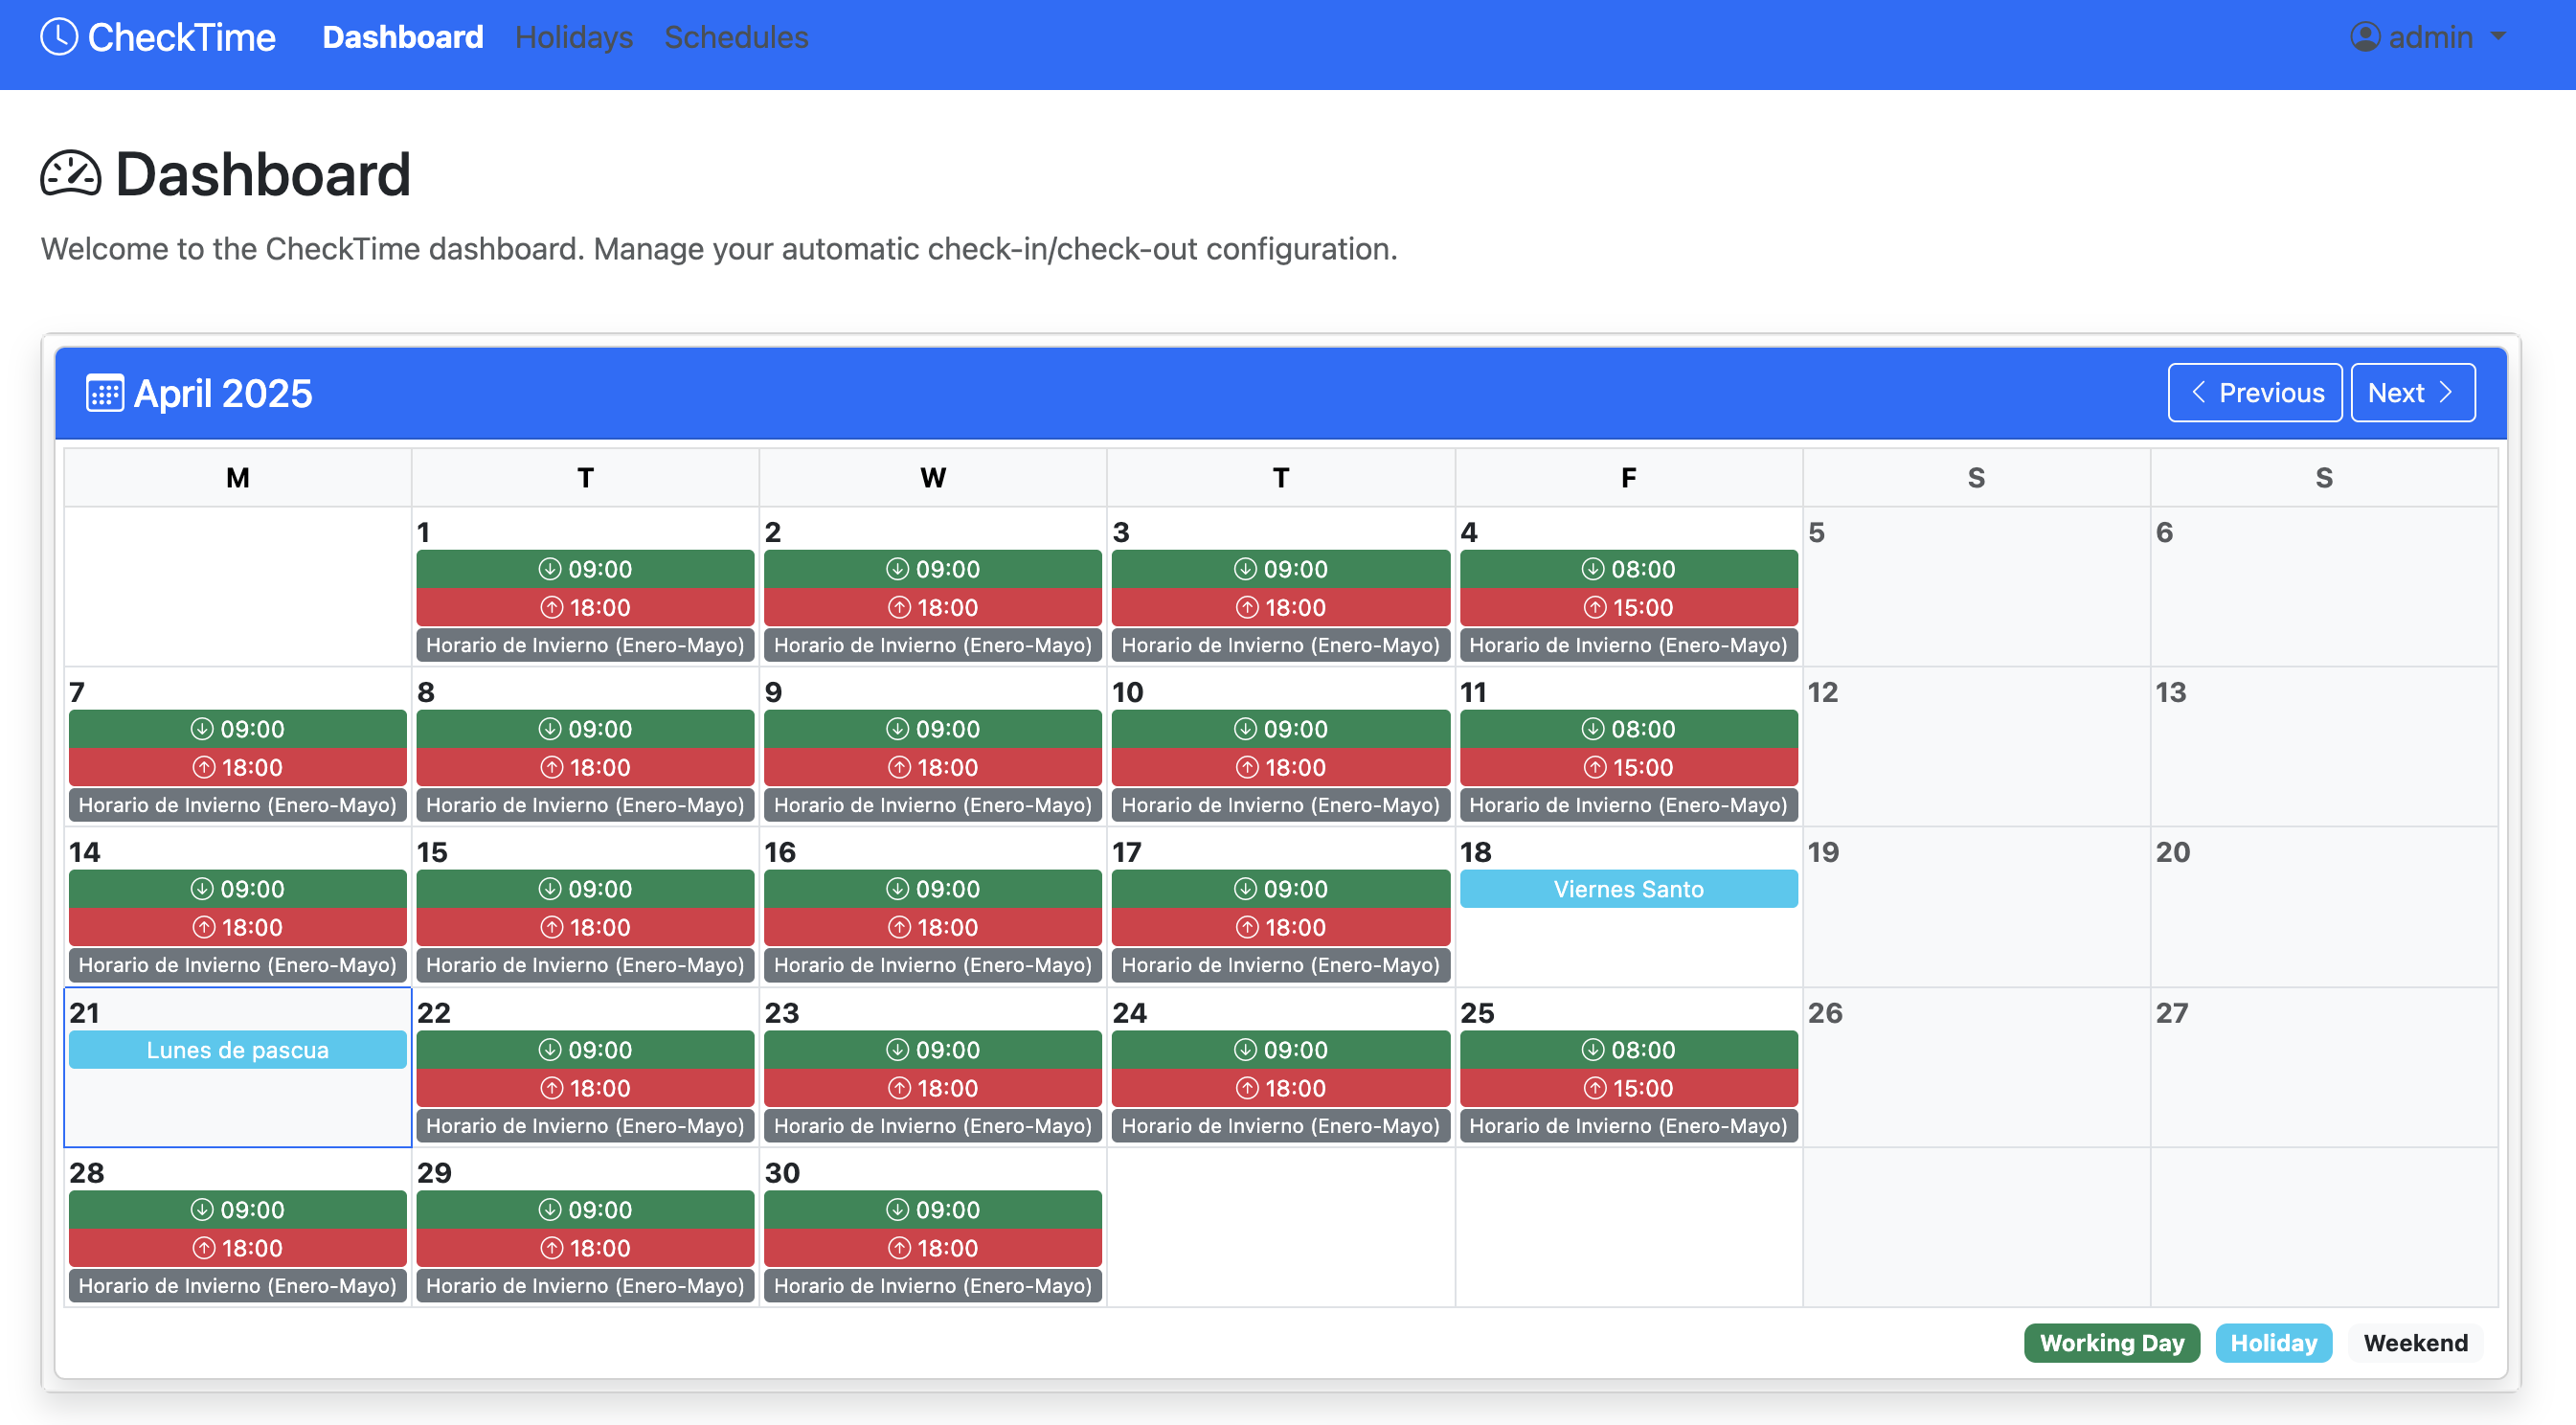 CheckTime Dashboard Holidays Schedules admin
Dashboard
Welcome to the CheckTime dashboard. Manage your automatic check-in/check-out configuration.
April 2025 Previous Next
M T W T F S S
1 2 3 4 5 6
09:00 09:00 09:00 08:00
18:00 18:00 18:00 15:00
Horario de Invierno (Enero-Mayo) Horario de Invierno (Enero-Mayo) Horario de Invierno (Enero-Mayo) Horario de Invierno (Enero-Mayo)
7 8 9 10 11 12 13
09:00 09:00 09:00 09:00 08:00
18:00 18:00 18:00 18:00 15:00
Horario de Invierno (Enero-Mayo) Horario de Invierno (Enero-Mayo) Horario de Invierno (Enero-Mayo) Horario de Invierno (Enero-Mayo) Horario de Invierno (Enero-Mayo)
14 15 16 17 18 19 20
09:00 09:00 09:00 09:00 Viernes Santo
18:00 18:00 18:00 18:00
Horario de Invierno (Enero-Mayo) Horario de Invierno (Enero-Mayo) Horario de Invierno (Enero-Mayo) Horario de Invierno (Enero-Mayo)
21 22 23 24 25 26 27
Lunes de pascua 09:00 09:00 09:00 08:00
18:00 18:00 18:00 15:00
Horario de Invierno (Enero-Mayo) Horario de Invierno (Enero-Mayo) Horario de Invierno (Enero-Mayo) Horario de Invierno (Enero-Mayo)
28 29 30
09:00 09:00 09:00
18:00 18:00 18:00
Horario de Invierno (Enero-Mayo) Horario de Invierno (Enero-Mayo) Horario de Invierno (Enero-Mayo)
Working Day Holiday Weekend